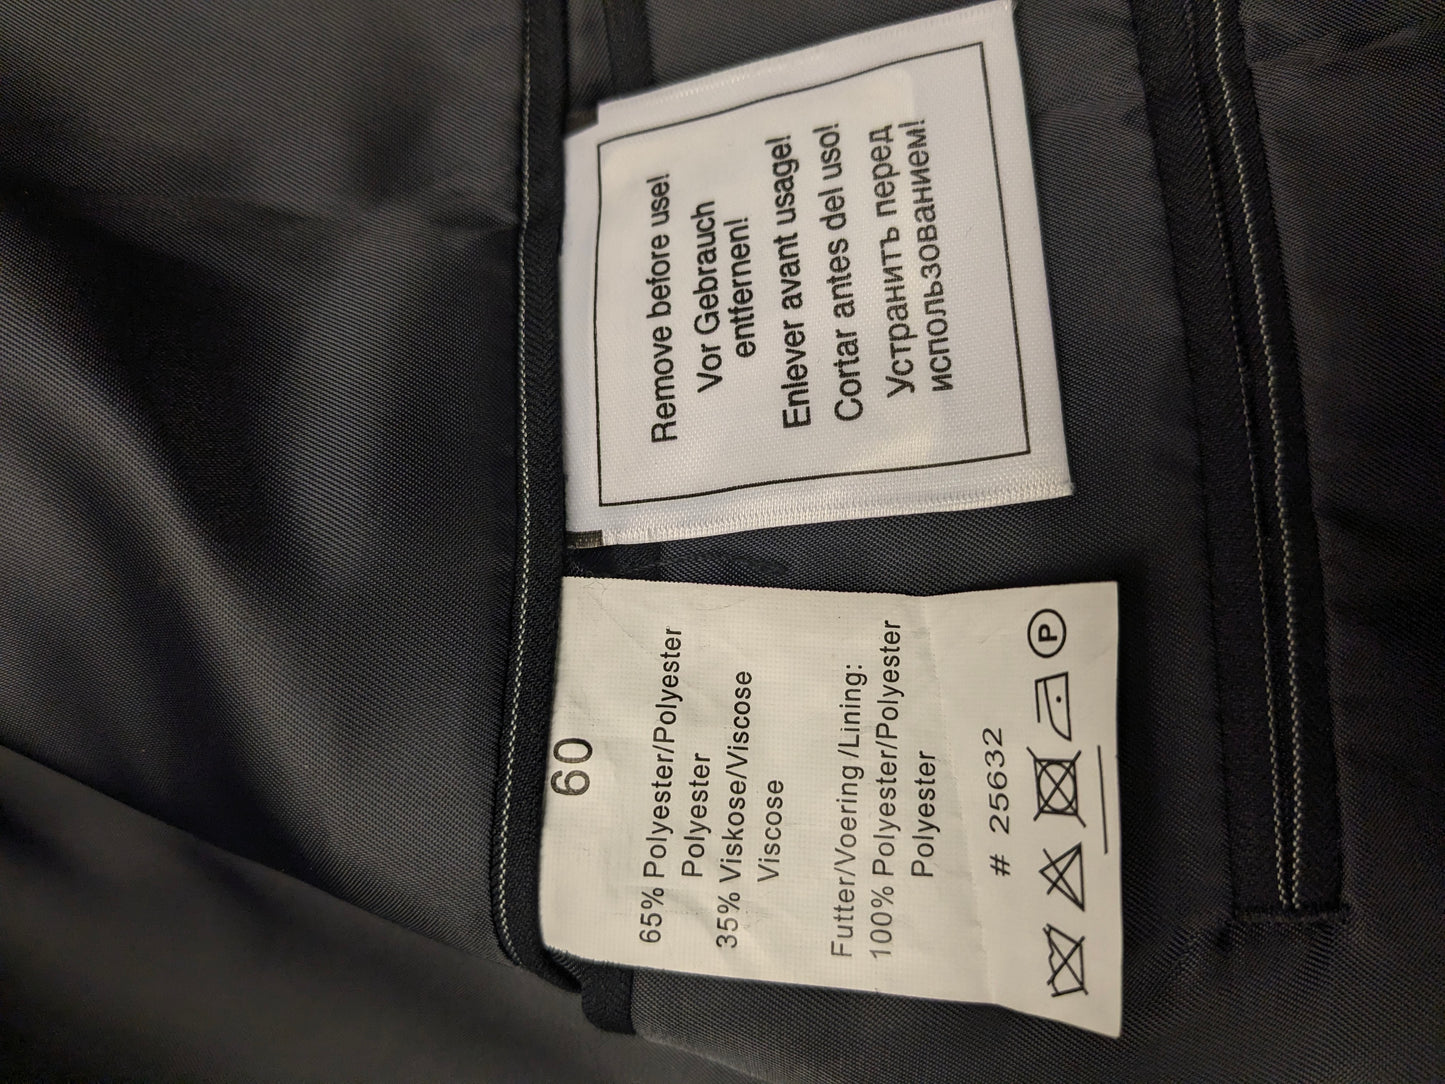 Remove before use!
Vor Gebrauch
entfernen!
Enlever avant usage!
Cortar antes del uso!
Устранитъ перед
использованием!
60
65% Polyester/Polyester
Polyester
35% Viskose/Viscose
Viscose
Futter/Voering /Lining:
100% Polyester/Polyester
Polyester
# 25632
P